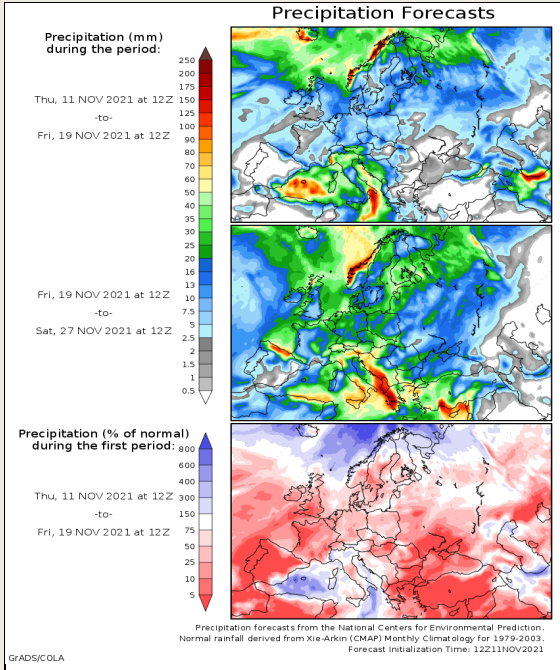 Precipitation Forecasts
Precipitation (mm)
during the period:
Thu, 11 NOV 2021 at 12Z
-to-
Fri, 19 NOV 2021 at 12Z
250
200
175
150
125
100
90
80
70
60
50
40
35
30
25
20
16
13
10
7.5
5
2.5
2
1.5
1
0.5
Fri, 19 NOV 2021 at 12Z
-to-
Sat, 27 NOV 2021 at 12Z
Precipitation (% of normal)
during the first period:
Thu, 11 NOV 2021 at 12Z
-to-
Fri, 19 NOV 2021 at 12Z
800
600
400
300
150
75
50
25
10
5
Precipitation forecasts from the National Centers for Environmental Prediction.
Normal rainfall derived from Xie-Arkin (CMAP) Monthly Climatology for 1979-2003.
Forecast Initialization Time: 12Z11NOV2021
GrADS/COLA